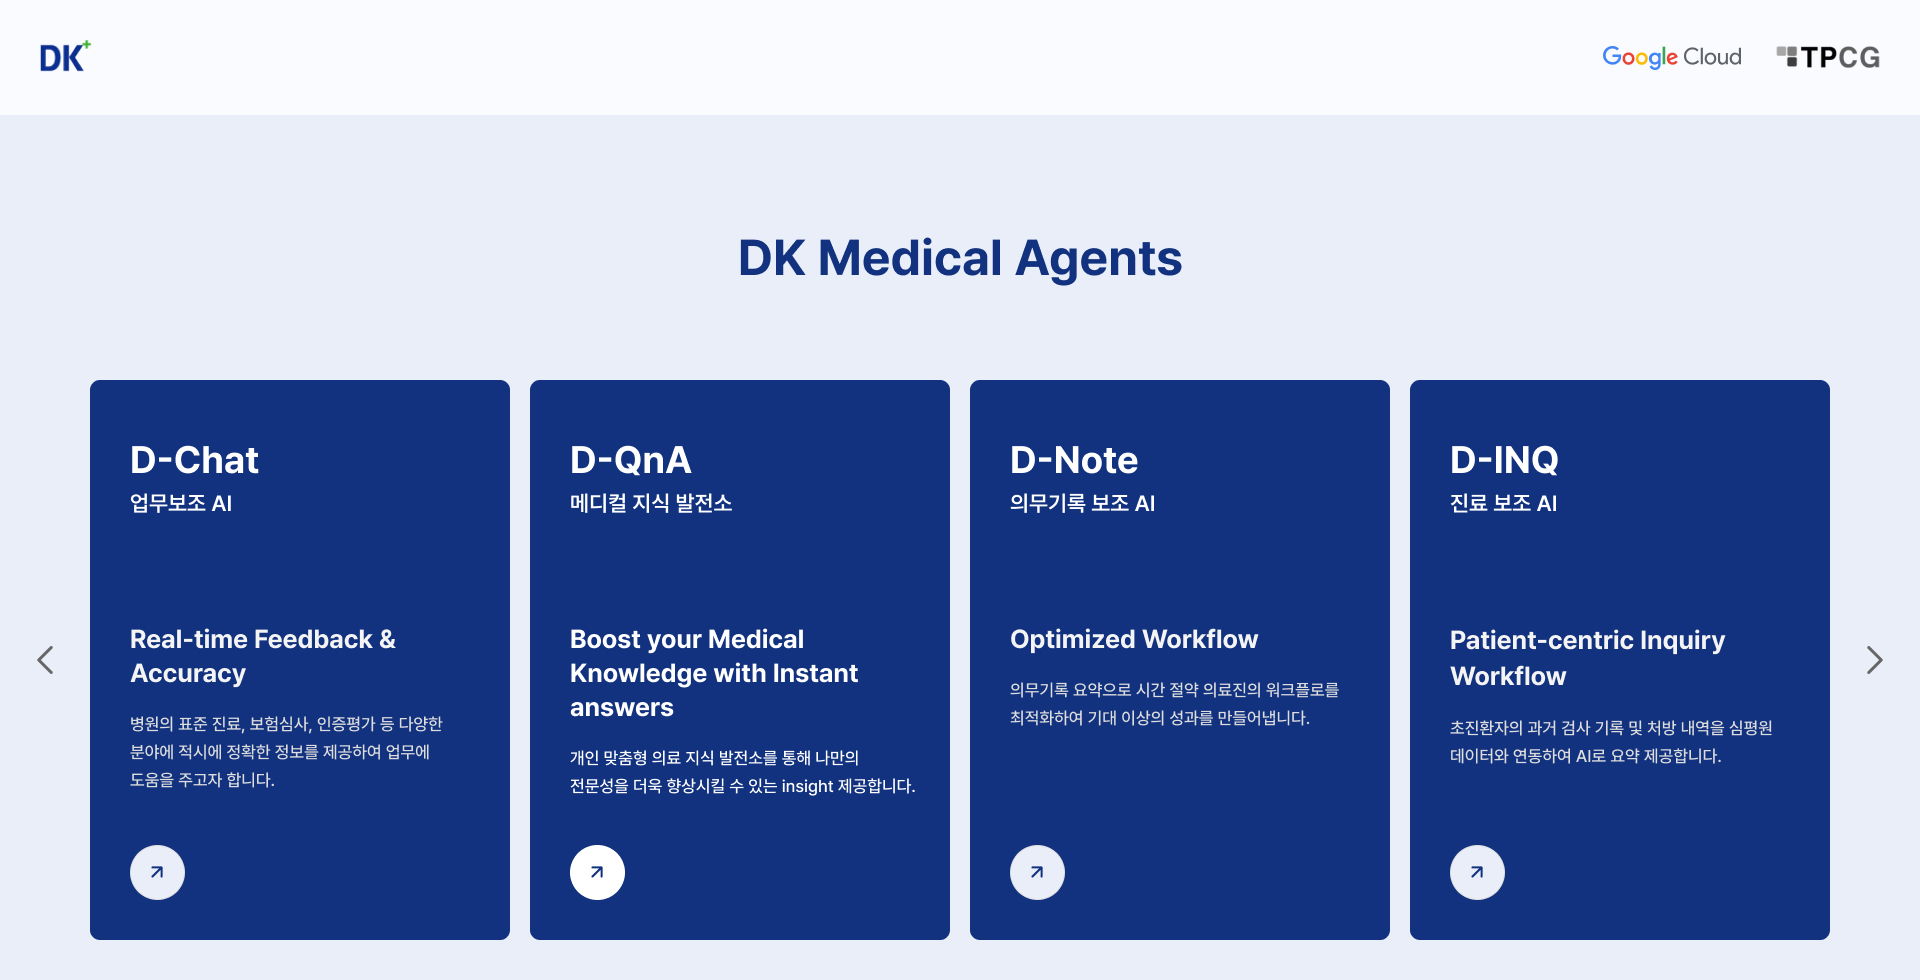 DK+
Google Cloud
TPCG
DK Medical Agents
D-Chat
업무보조 AI
Real-time Feedback &
Accuracy
병원의 표준 진료, 보험심사, 인증평가 등 다양한
분야에 적시에 정확한 정보를 제공하여 업무에
도움을 주고자 합니다.
D-QnA
메디컬 지식 발전소
Boost your Medical
Knowledge with Instant
answers
개인 맞춤형 의료 지식 발전소를 통해 나만의
전문성을 더욱 향상시킬 수 있는 insight 제공합니다.
D-Note
의무기록 보조 AI
Optimized Workflow
의무기록 요약으로 시간 절약 의료진의 워크플로를
최적화하여 기대 이상의 성과를 만들어냅니다.
D-INQ
진료 보조 AI
Patient-centric Inquiry
Workflow
초진환자의 과거 검사 기록 및 처방 내역을 심평원
데이터와 연동하여 AI로 요약 제공합니다.